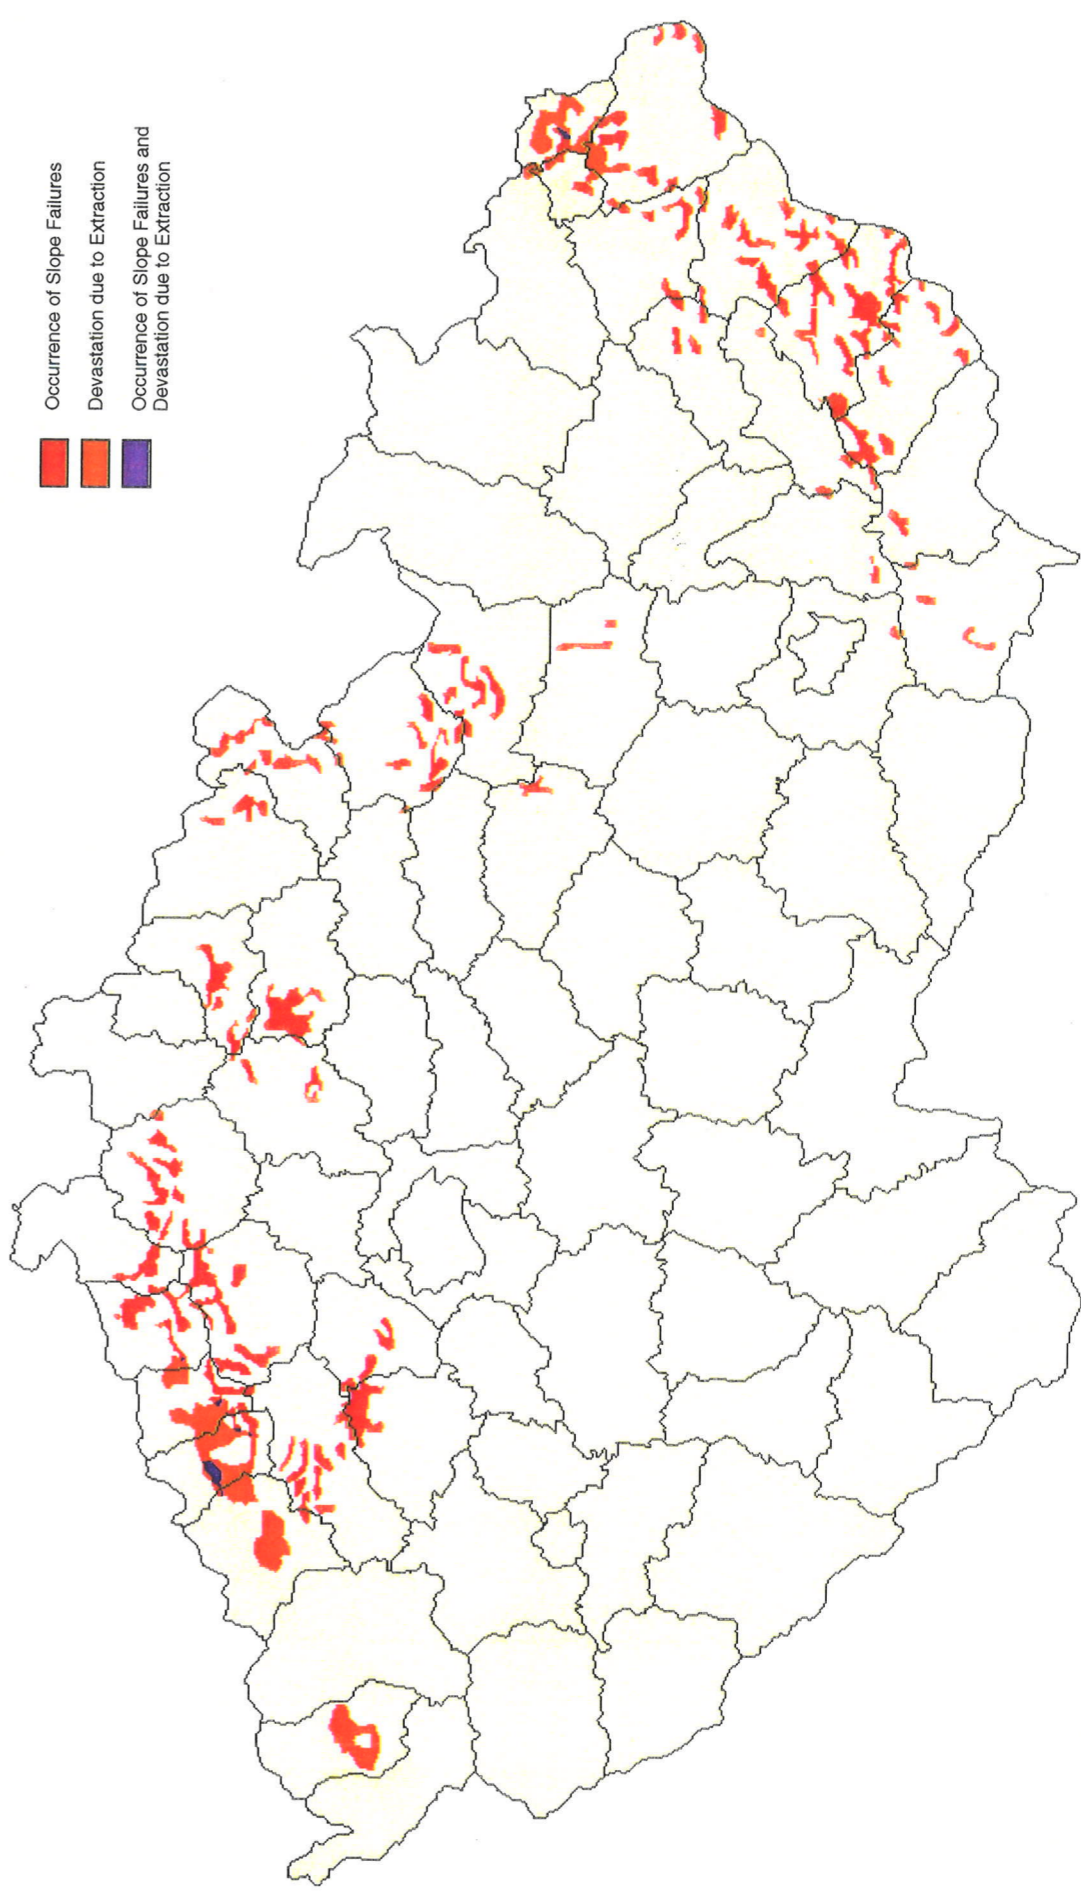 Occurrence of Slope Failures
Devastation due to Extraction
Occurrence of Slope Failures and
Devastation due to Extraction